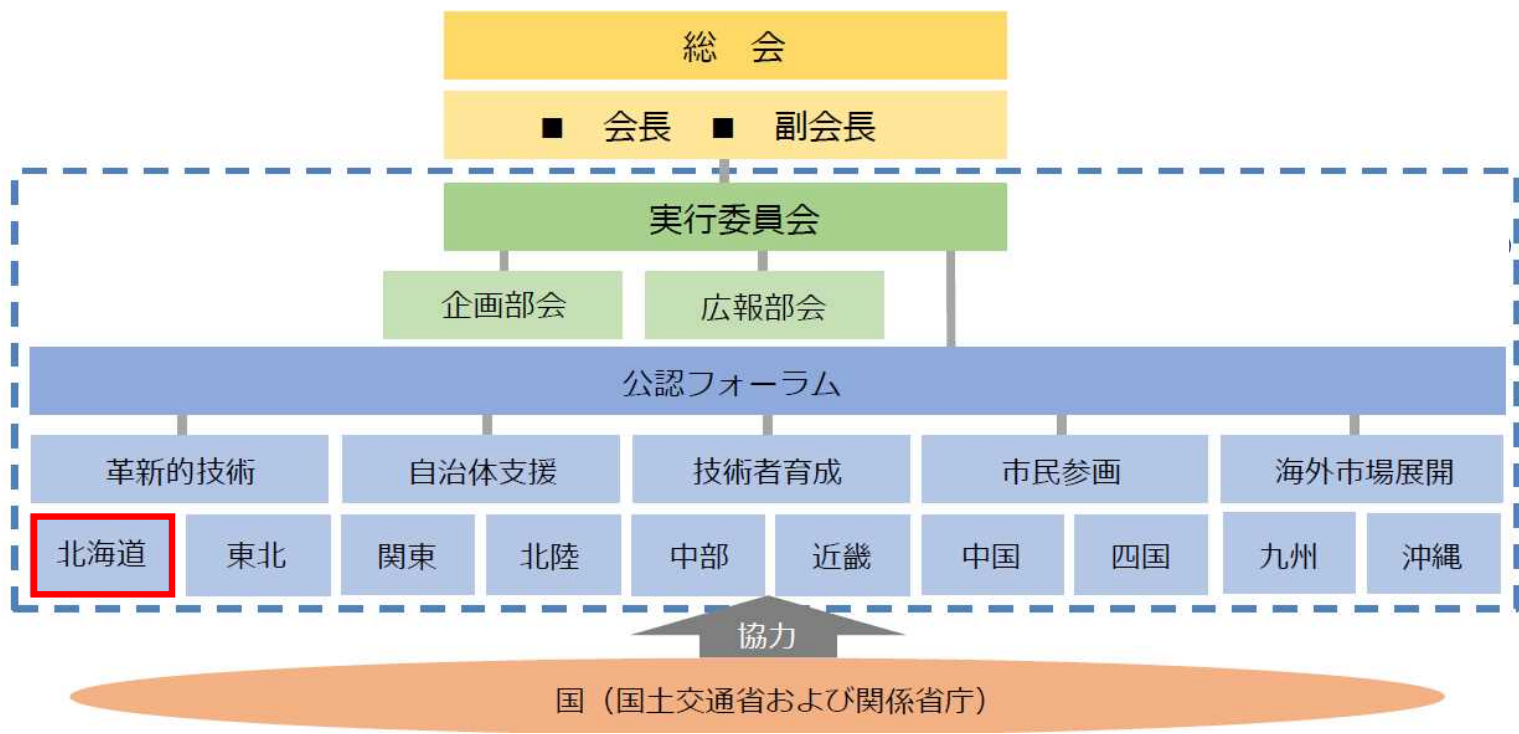 総　会
■　会長　■　副会長
実行委員会
企画部会　広報部会
公認フォーラム
革新的技術　自治体支援　技術者育成　市民参画　海外市場展開
北海道　東北　関東　北陸　中部　近畿　中国　四国　九州　沖縄
協力
国（国土交通省および関係省庁）